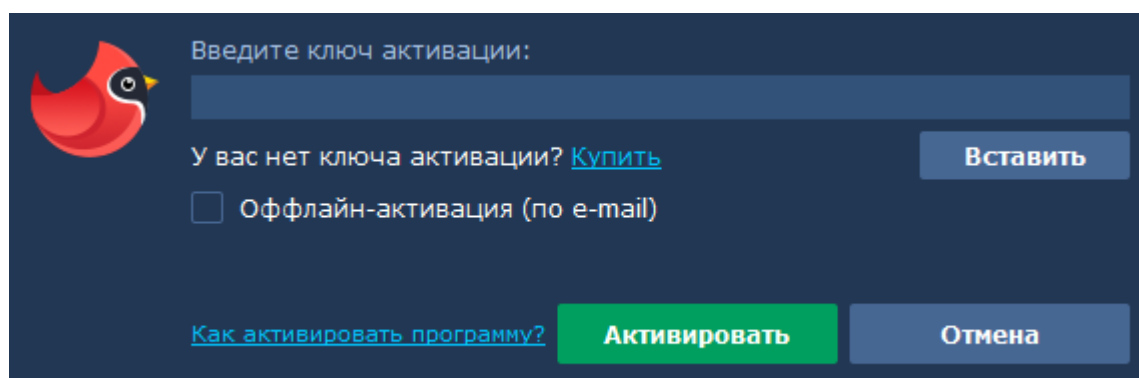 Введите ключ активации:
У вас нет ключа активации? Купить
Вставить
Оффлайн-активация (по e-mail)
Как активировать программу?
Активировать
Отмена